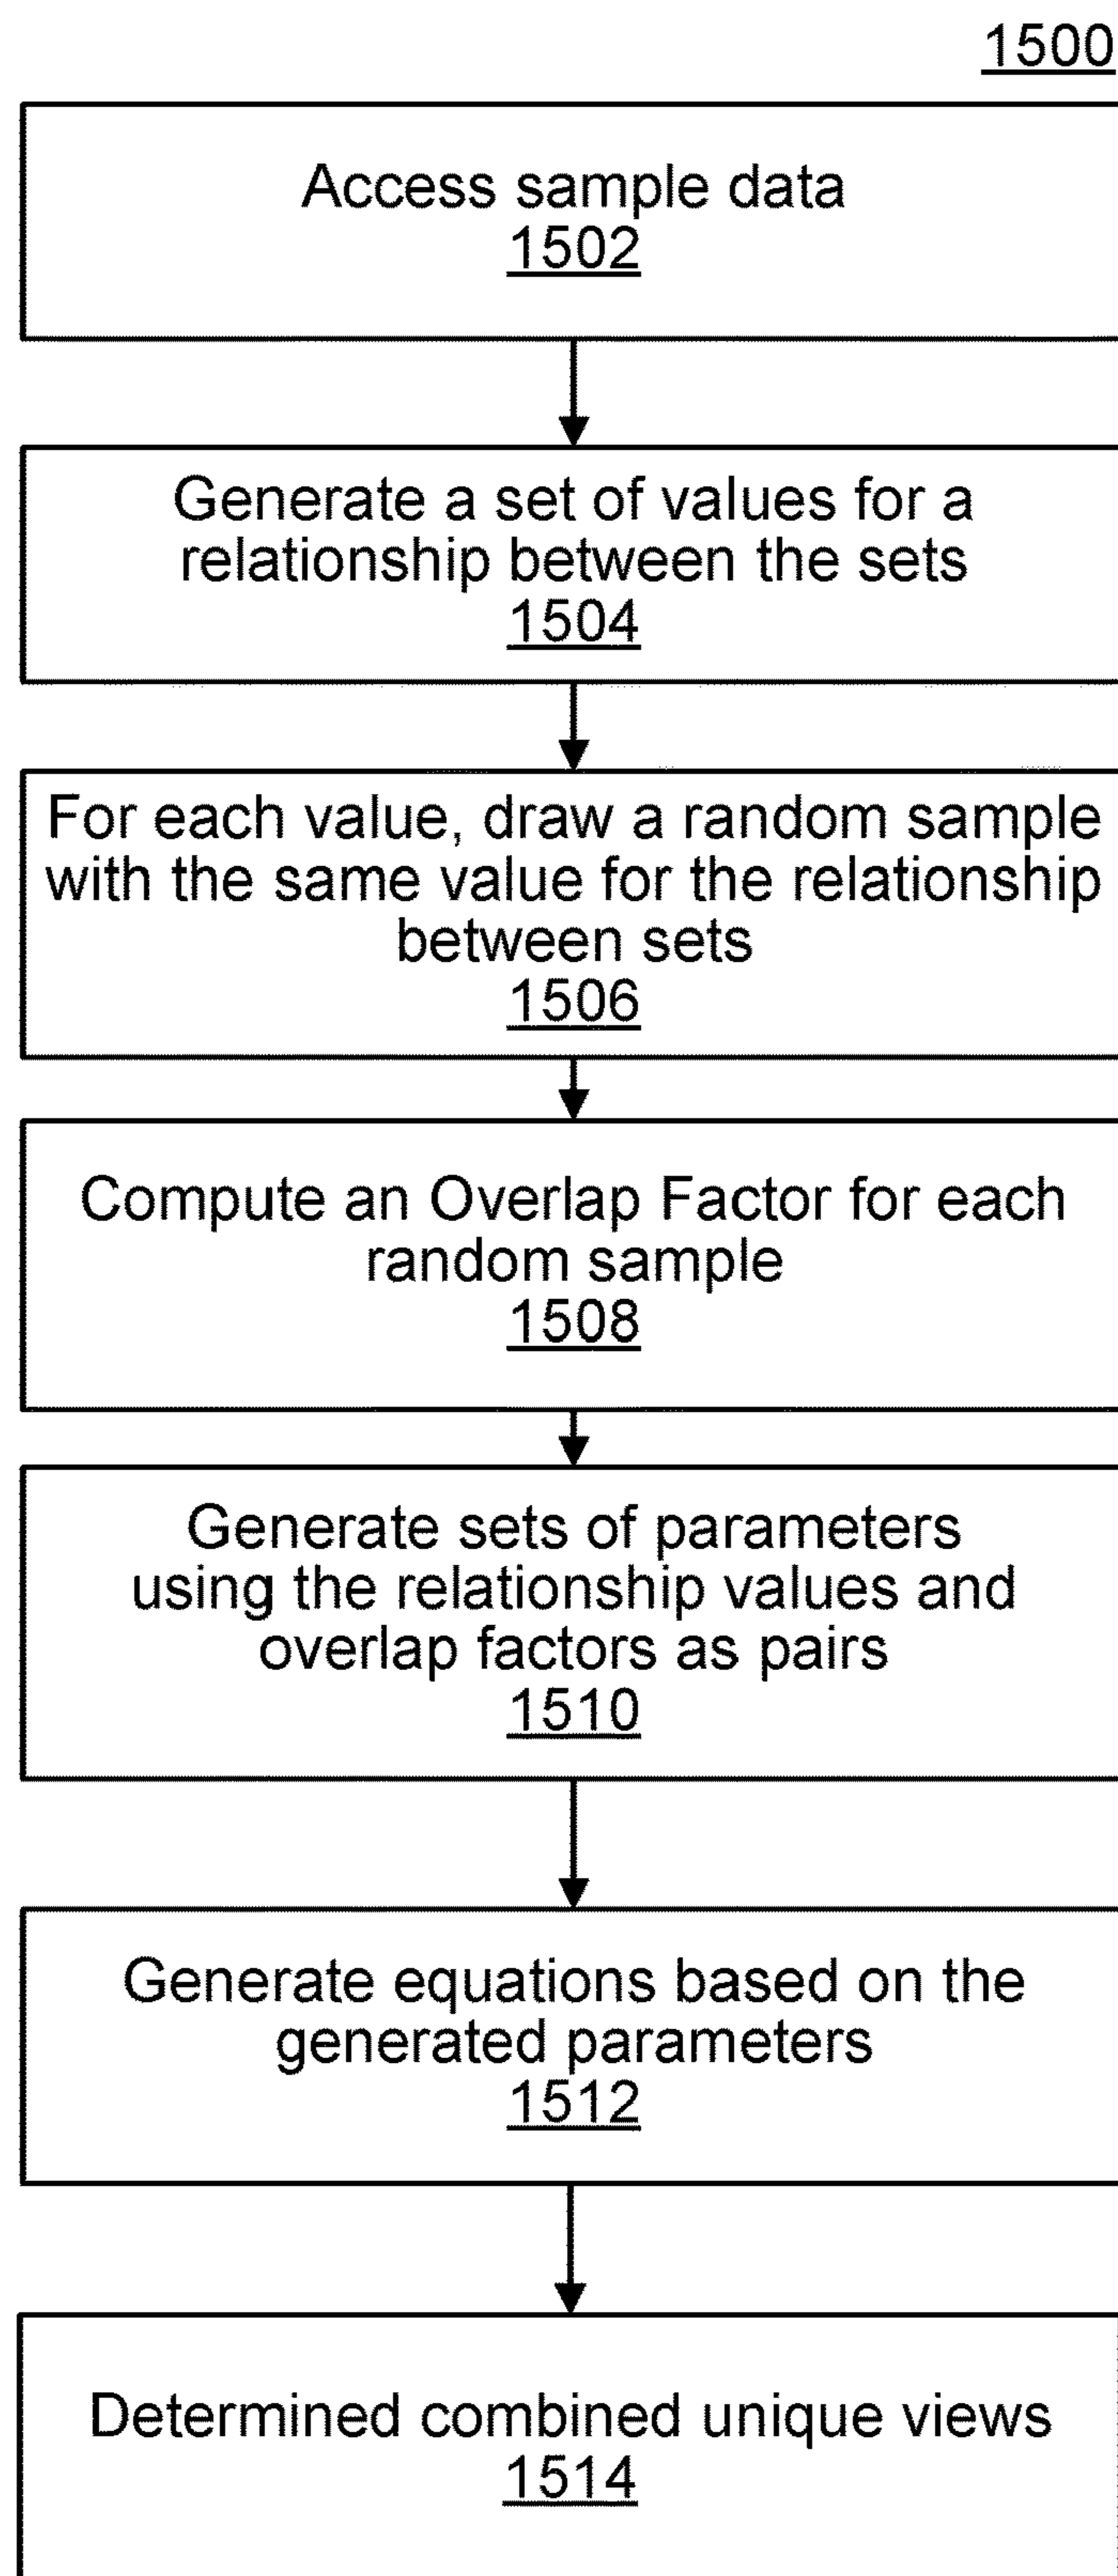 1500
Access sample data
1502
Generate a set of values for a
relationship between the sets
1504
For each value, draw a random sample
with the same value for the relationship
between sets
1506
Compute an Overlap Factor for each
random sample
1508
Generate sets of parameters
using the relationship values and
overlap factors as pairs
1510
Generate equations based on the
generated parameters
1512
Determined combined unique views
1514